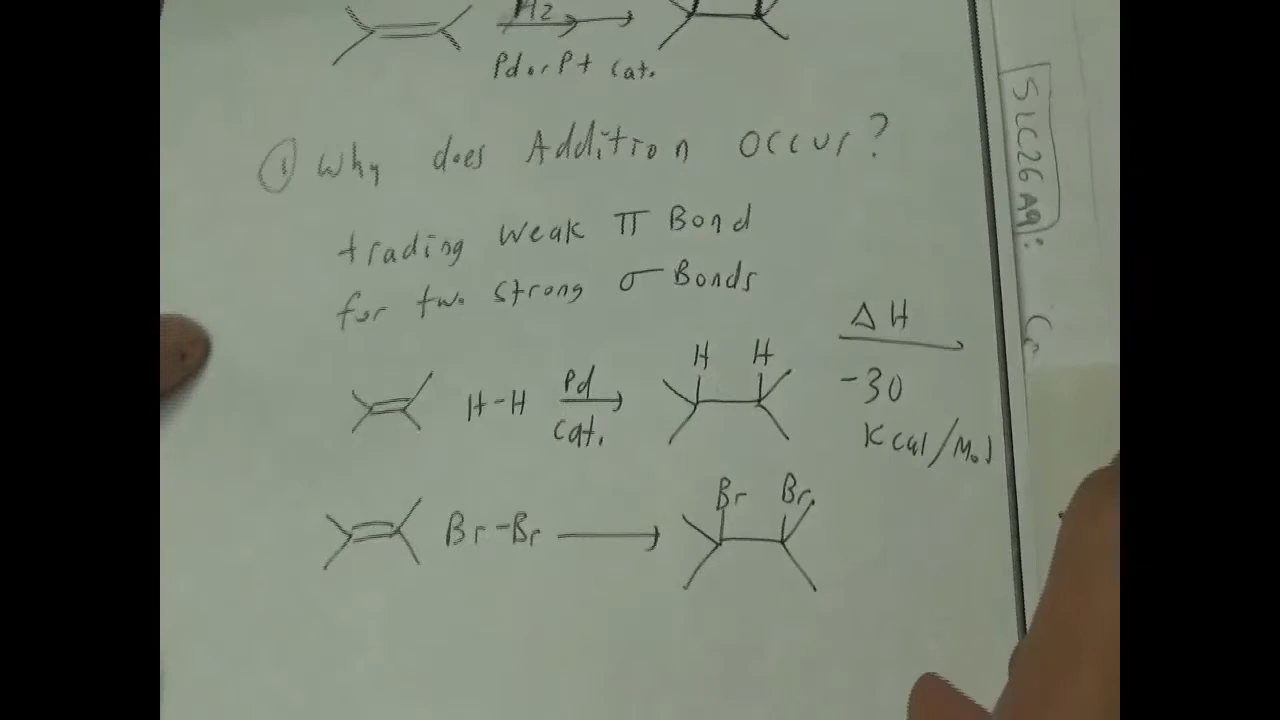 H2
Pd or Pt cat.
① Why does Addition occur?
trading weak π Bond
for two strong σ Bonds
ΔH
H H
H-H Pd
cat.
-30
Kcal/Mol
Br Br
Br-Br
SLC26A9: